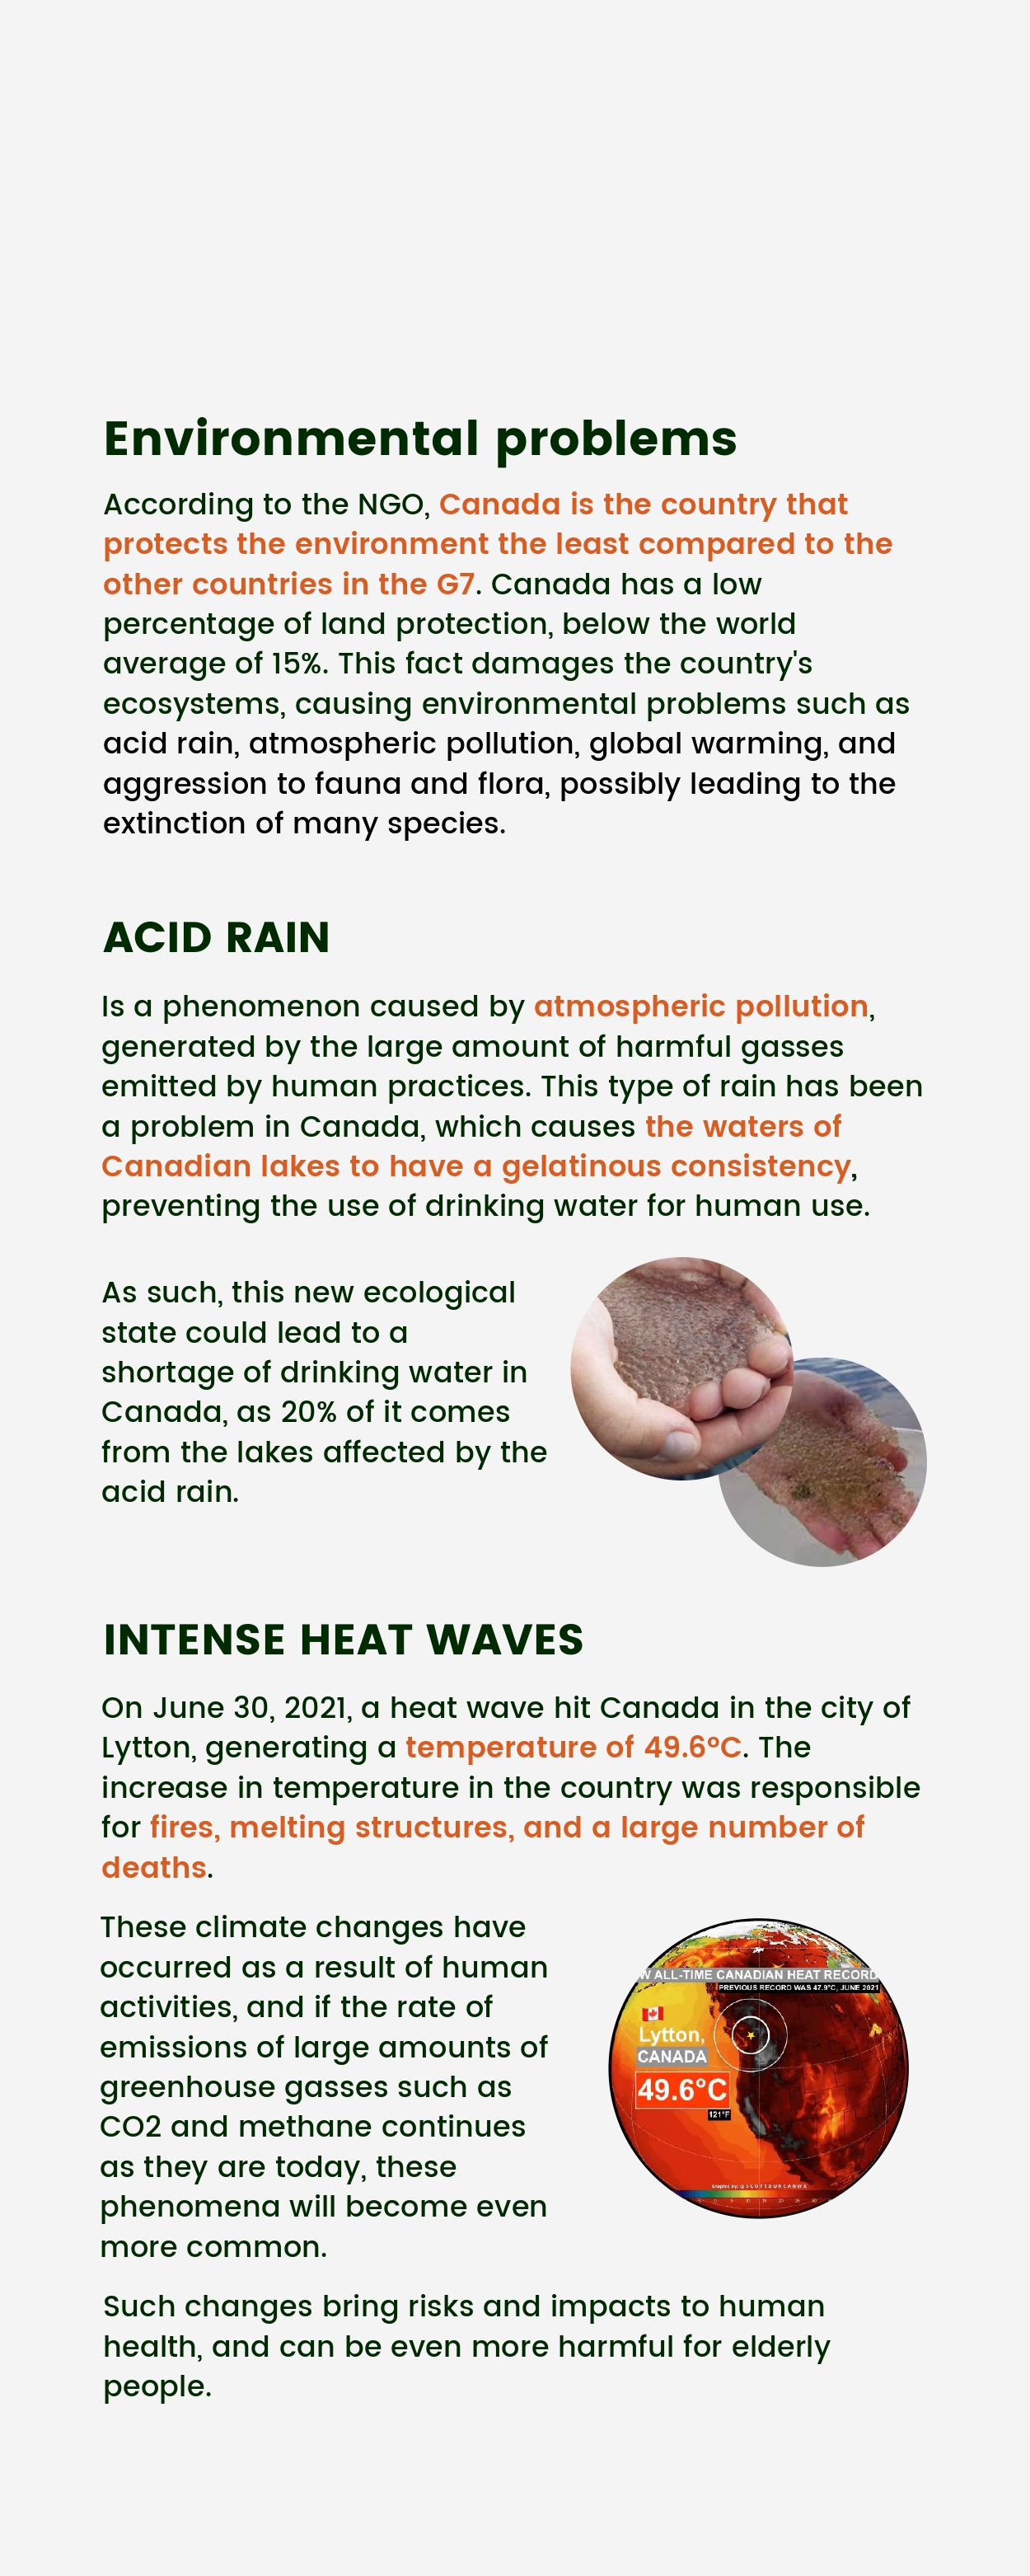 Environmental problems
According to the NGO, Canada is the country that
protects the environment the least compared to the
other countries in the G7. Canada has a low
percentage of land protection, below the world
average of 15%. This fact damages the country's
ecosystems, causing environmental problems such as
acid rain, atmospheric pollution, global warming, and
aggression to fauna and flora, possibly leading to the
extinction of many species.
ACID RAIN
Is a phenomenon caused by atmospheric pollution,
generated by the large amount of harmful gasses
emitted by human practices. This type of rain has been
a problem in Canada, which causes the waters of
Canadian lakes to have a gelatinous consistency,
preventing the use of drinking water for human use.
As such, this new ecological
state could lead to a
shortage of drinking water in
Canada, as 20% of it comes
from the lakes affected by the
acid rain.
INTENSE HEAT WAVES
On June 30, 2021, a heat wave hit Canada in the city of
Lytton, generating a temperature of 49.6°C. The
increase in temperature in the country was responsible
for fires, melting structures, and a large number of
deaths.
These climate changes have
occurred as a result of human
activities, and if the rate of
emissions of large amounts of
greenhouse gasses such as
CO2 and methane continues
as they are today, these
phenomena will become even
more common.
W ALL-TIME CANADIAN HEAT RECORD
PREVIOUS RECORD WAS 47.9°C, JUNE 2021
Lytton,
CANADA
49.6°C
121°F
Such changes bring risks and impacts to human
health, and can be even more harmful for elderly
people.